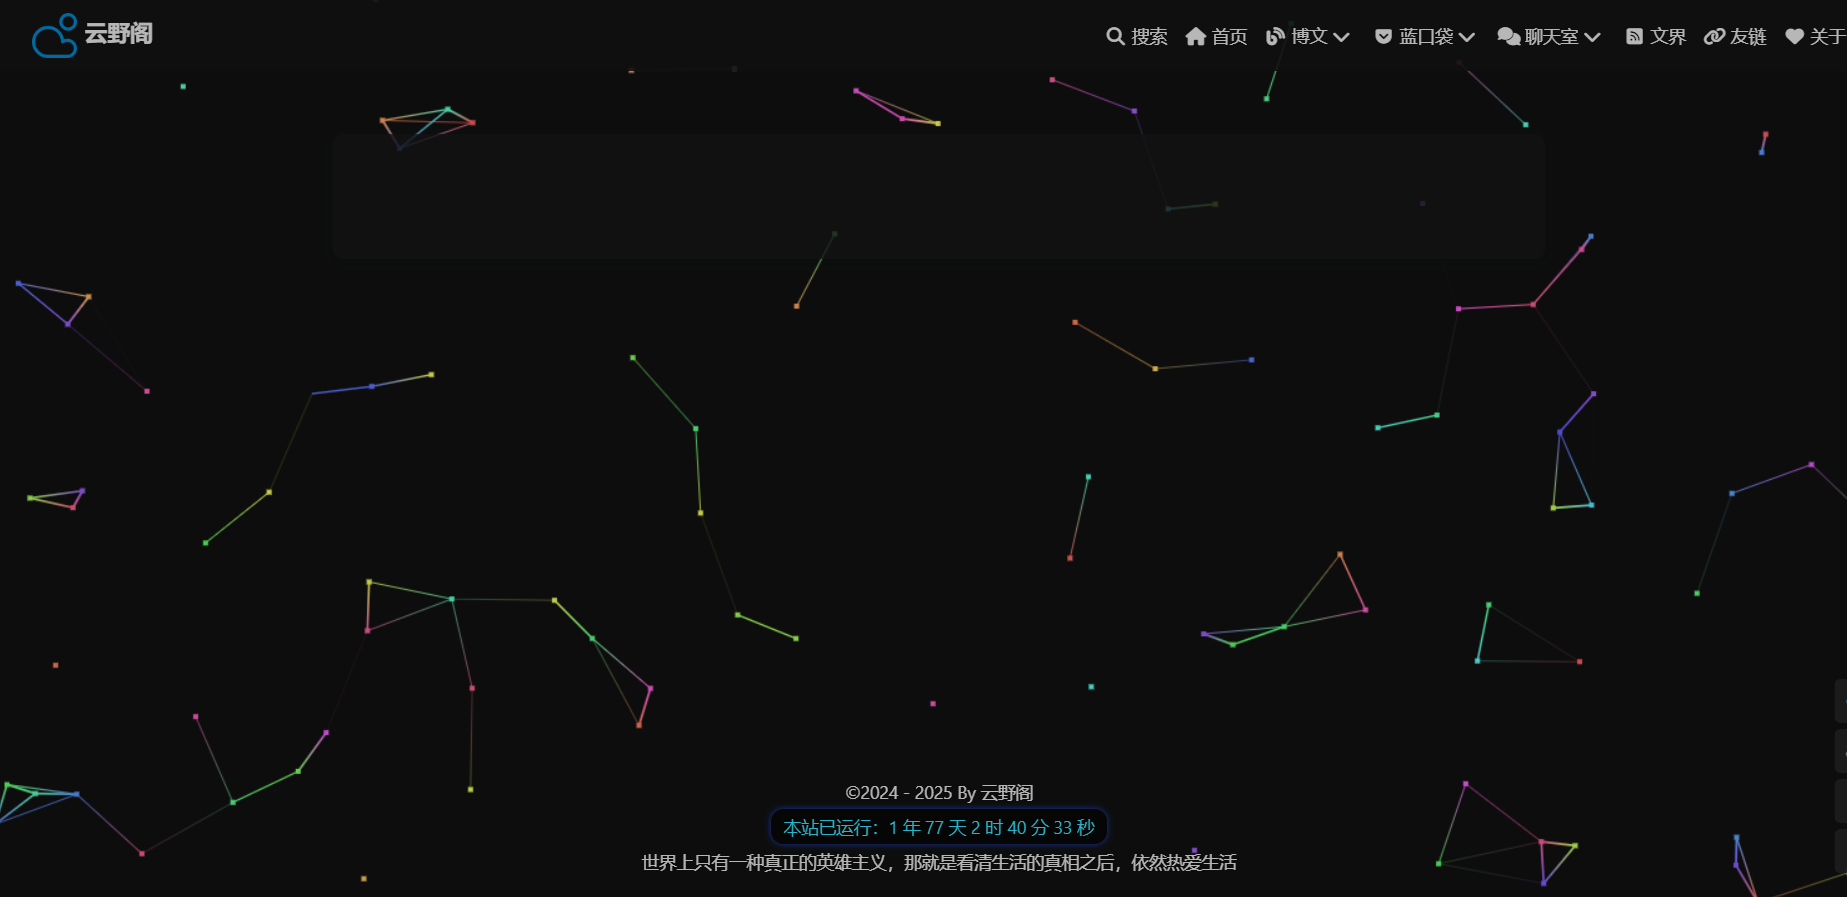 云野阁
搜索 首页 博文 蓝口袋 聊天室 文界 友链 关于
©2024 - 2025 By 云野阁
本站已运行：1 年 77 天 2 时 40 分 33 秒
世界上只有一种真正的英雄主义，那就是看清生活的真相之后，依然热爱生活